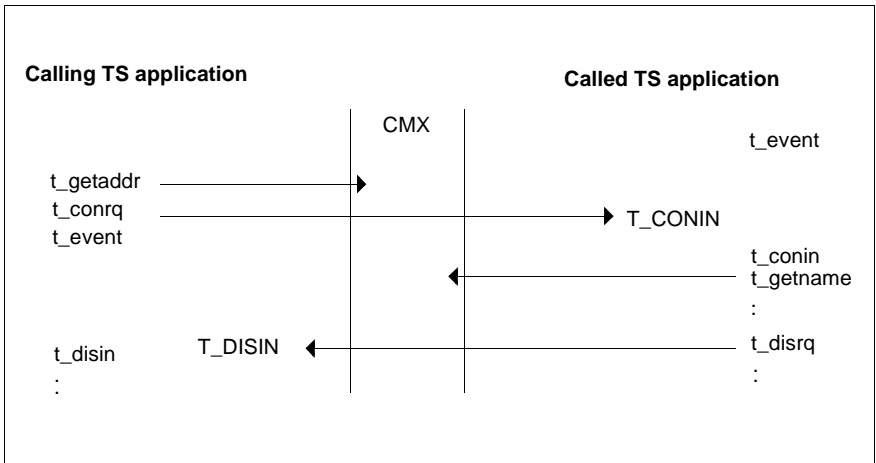 Calling TS application
Called TS application
CMX
t_event
t_getaddr
t_conrq
T_CONIN
t_event
t_conin
t_getname
:
t_disin
T_DISIN
t_disrq
:
: